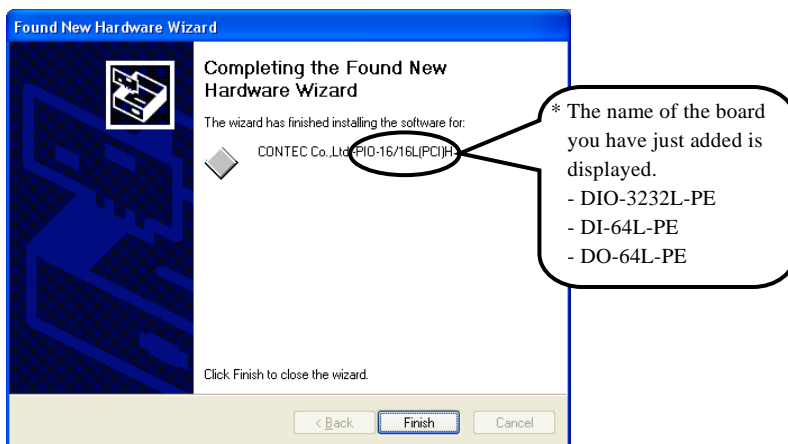 Found New Hardware Wizard
Completing the Found New
Hardware Wizard
The wizard has finished installing the software for:
CONTEC Co.,Ltd -PIO-16/16L(PCI)H-
Click Finish to close the wizard.
< Back
Finish
Cancel
* The name of the board
you have just added is
displayed.
- DIO-3232L-PE
- DI-64L-PE
- DO-64L-PE